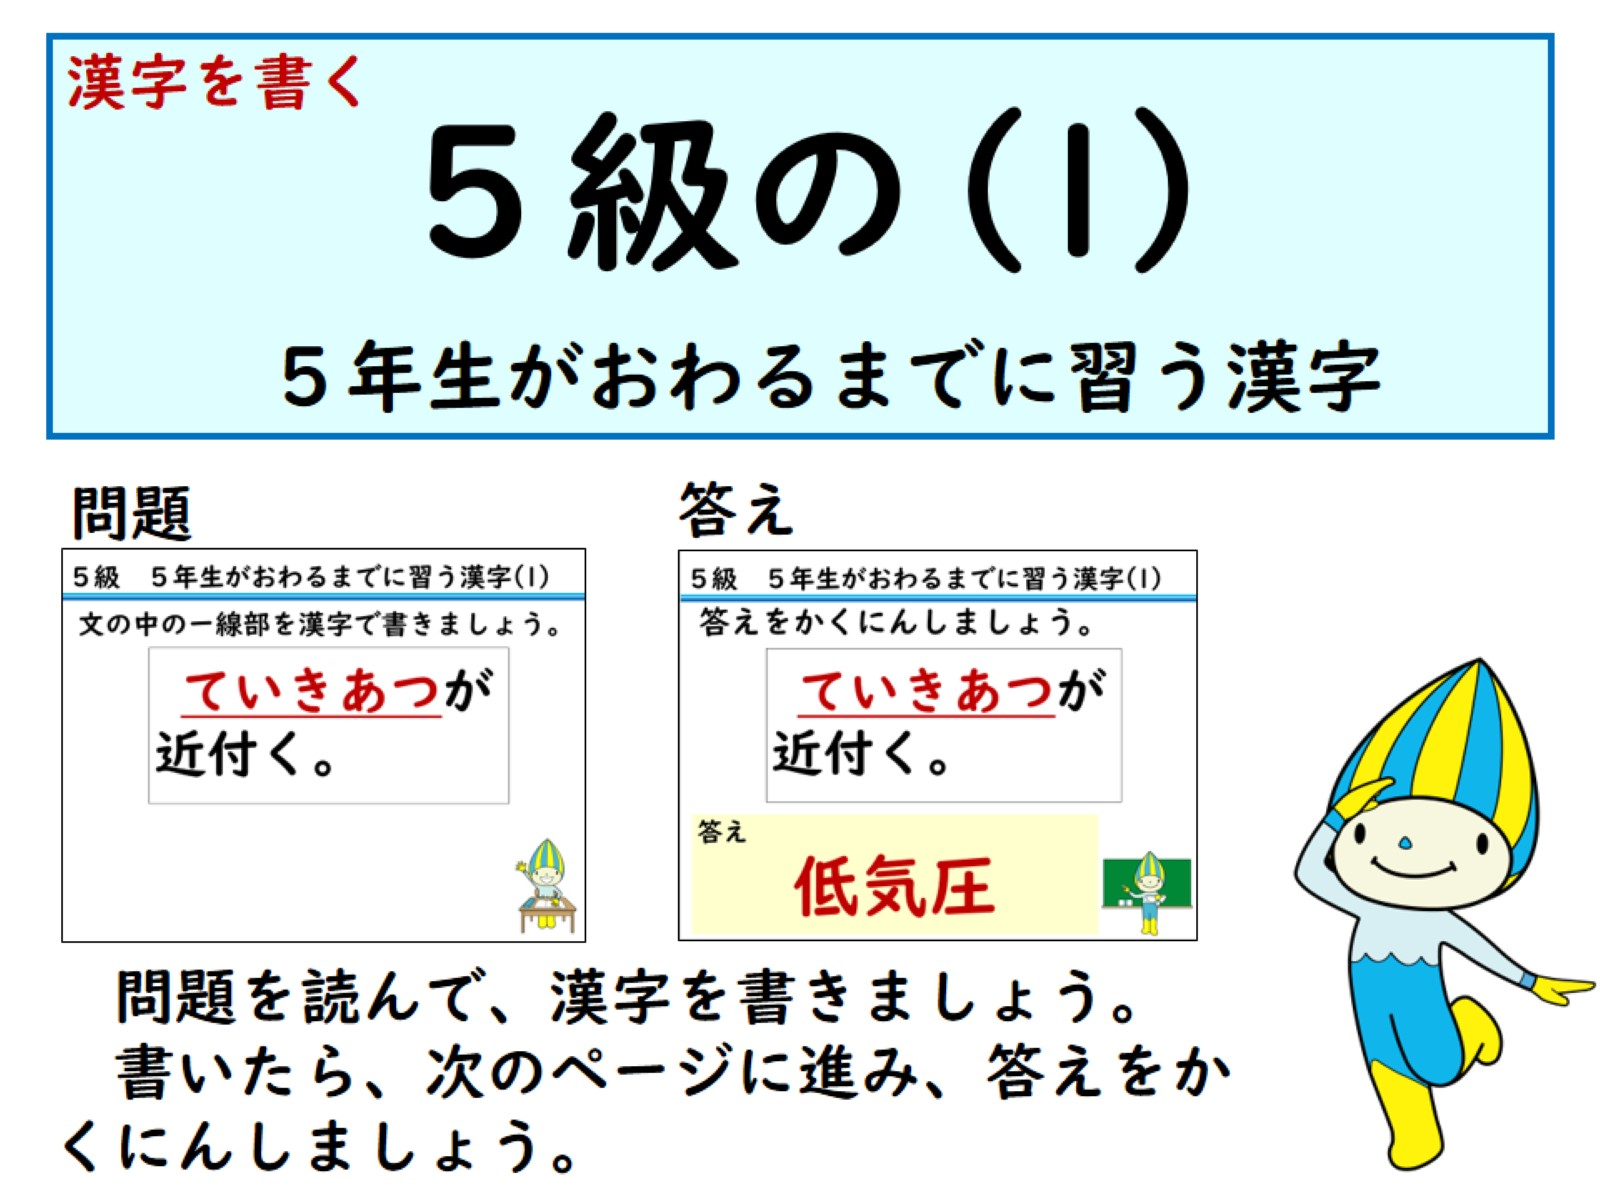 漢字を書く
5級の(1)
5年生がおわるまでに習う漢字
問題
5級　5年生がおわるまでに習う漢字(1)
文の中の―線部を漢字で書きましょう。
ていきあつが
近付く。
答え
5級　5年生がおわるまでに習う漢字(1)
答えをかくにんしましょう。
ていきあつが
近付く。
答え
低気圧
問題を読んで、漢字を書きましょう。
書いたら、次のページに進み、答えをか
くにんしましょう。